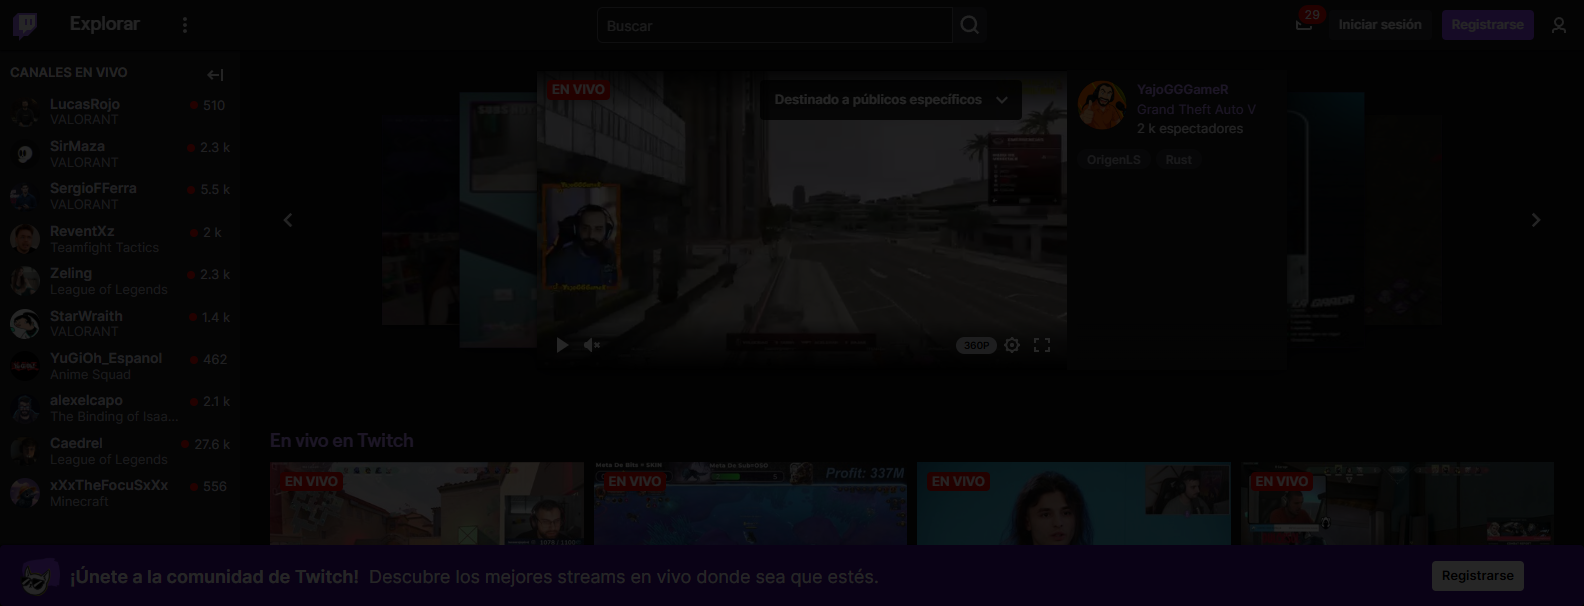 Explorar
Buscar
29
Iniciar sesión
Registrarse
CANALES EN VIVO
LucasRojo
510
VALORANT
SirMaza
2.3 k
VALORANT
SergioFFerra
5.5 k
VALORANT
ReventXz
2 k
Teamfight Tactics
Zeling
2.3 k
League of Legends
StarWraith
1.4 k
VALORANT
YuGiOh_Espanol
462
Anime Squad
alexelcapo
2.1 k
The Binding of Isaa...
Caedrel
27.6 k
League of Legends
xXxTheFocuSxXx
556
Minecraft
EN VIVO
Destinado a públicos específicos
360P
YajoGGGameR
Grand Theft Auto V
2 k espectadores
OrigenLS
Rust
En vivo en Twitch
EN VIVO
EN VIVO
Profit: 337M
EN VIVO
EN VIVO
¡Únete a la comunidad de Twitch! Descubre los mejores streams en vivo donde sea que estés.
Registrarse